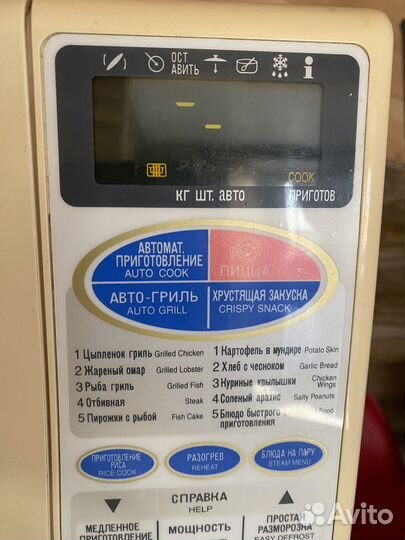 ОСТ
АВИТЬ
COOK
КГ ШТ. АВТО
ПРИГОТОВ
АВТОМАТ.
ПРИГОТОВЛЕНИЕ
AUTO COOK
ПИЦЦА
АВТО-ГРИЛЬ
AUTO GRILL
ХРУСТЯЩАЯ ЗАКУСКА
CRISPY SNACK
1 Цыпленок гриль Grilled Chicken
2 Жареный омар Grilled Lobster
3 Рыба гриль Grilled Fish
4 Отбивная Steak
5 Пирожки с рыбой Fish Cake
1 Картофель в мундире Potato Skin
2 Хлеб с чесноком Garlic Bread
3 Куриные крылышки Chicken Wings
4 Соленый арахис Salty Peanuts
5 Блюдо быстрого Food
приготовления
ПРИГОТОВЛЕНИЕ
РИСА
RICE COOK
РАЗОГРЕВ
REHEAT
БЛЮДА НА ПАРУ
STEAM MENU
СПРАВКА
HELP
МЕДЛЕННОЕ
ПРИГОТОВЛЕНИЕ
МОЩНОСТЬ
ПРОСТАЯ
РАЗМОРОЗКА
EASY DEFROST
Avito